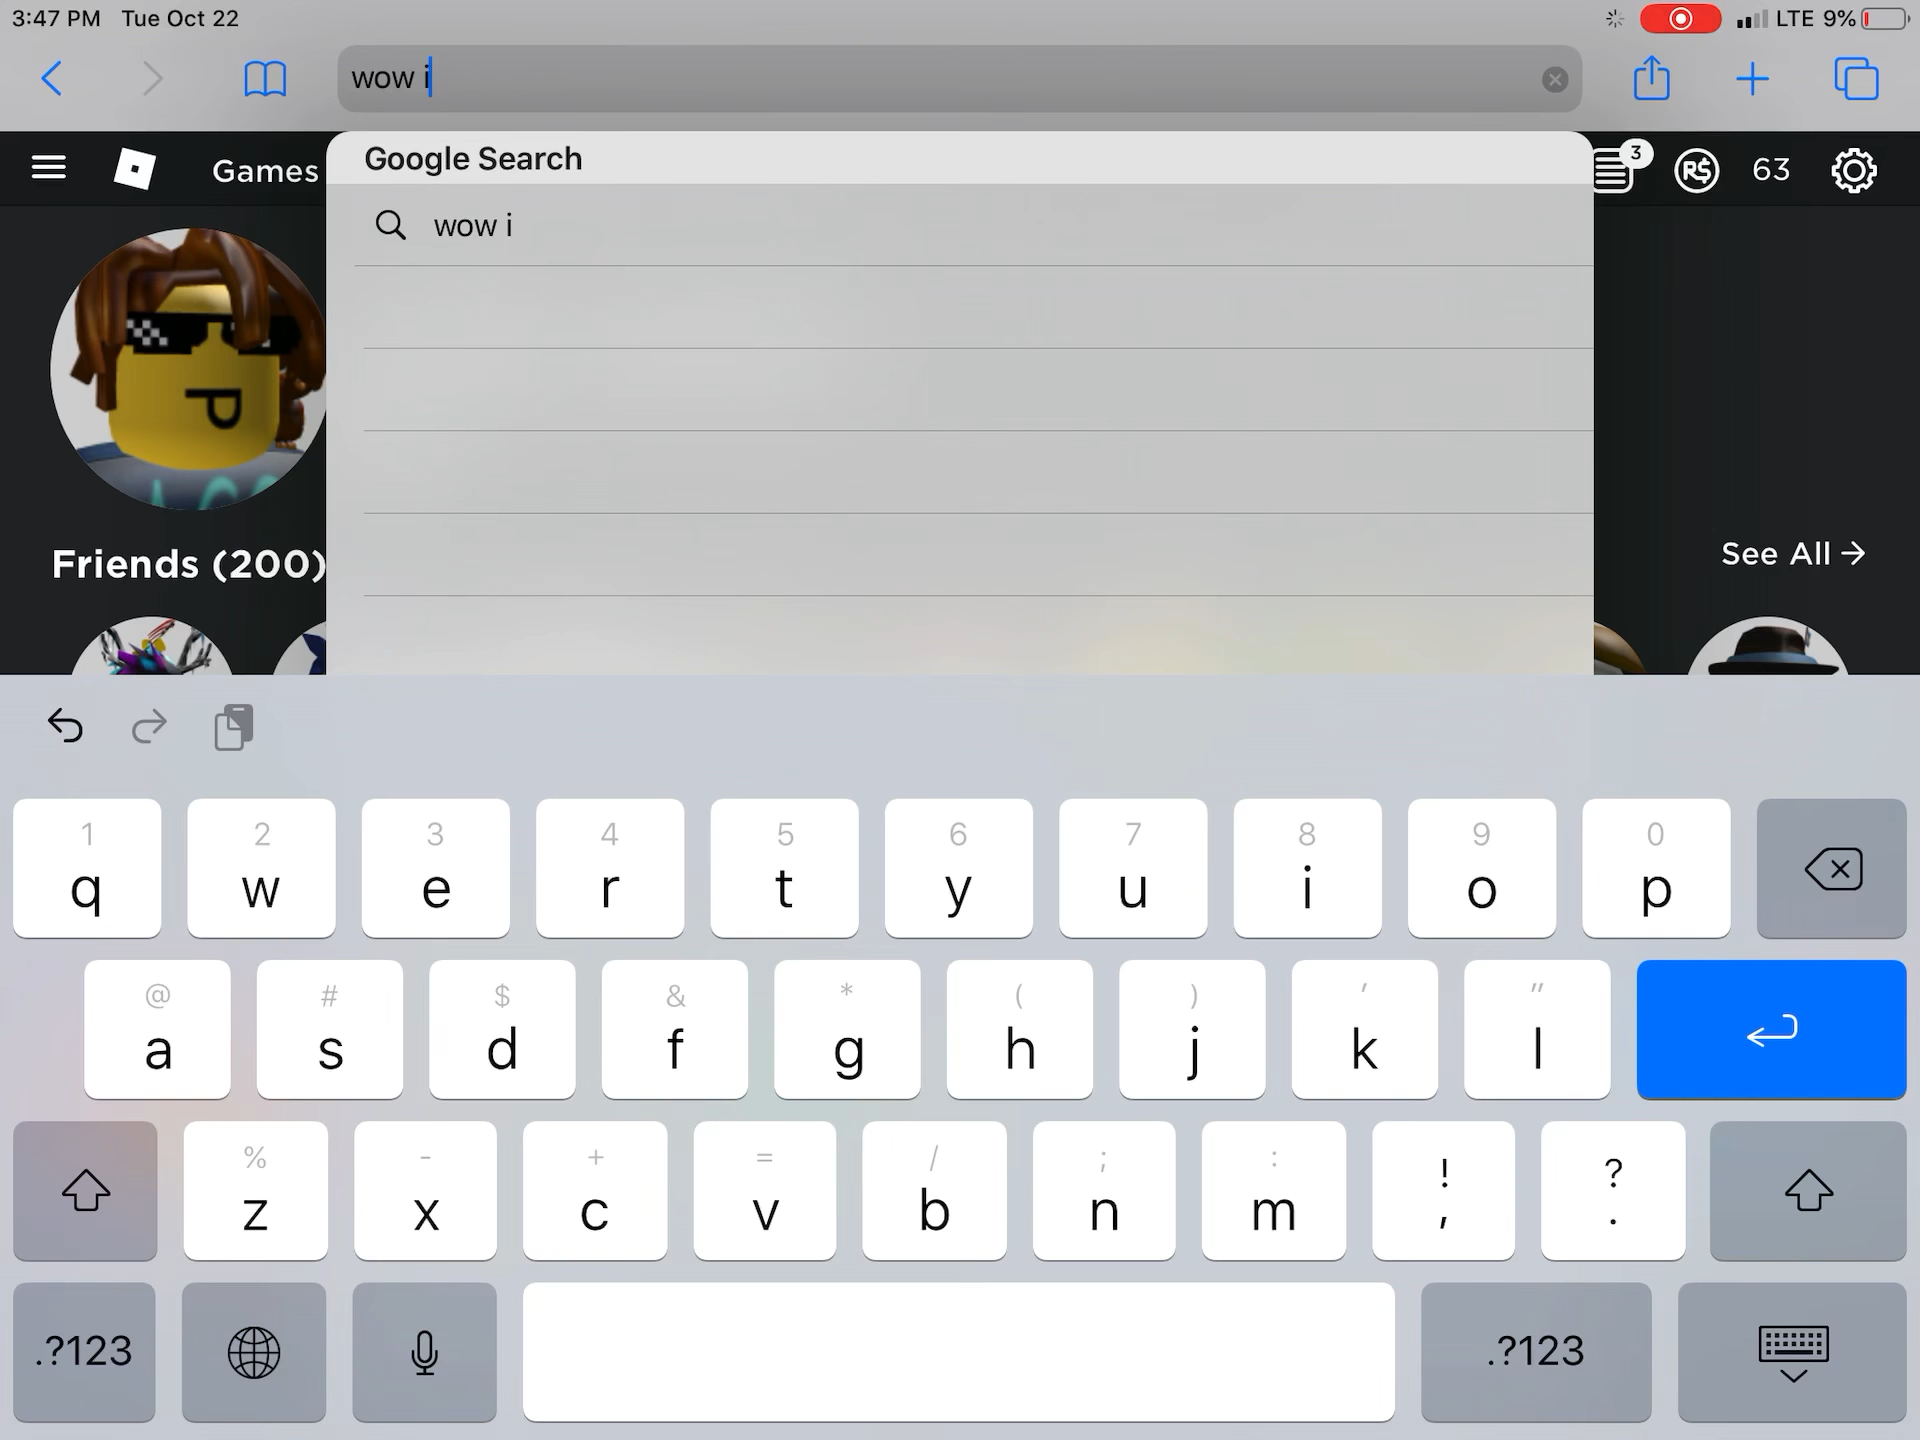 3:47 PM Tue Oct 22 LTE 9%
wow i
Google Search
Games 3 R$ 63
wow i
P
Friends (200) See All →
1 2 3 4 5 6 7 8 9 0
q w e r t y u i o p
@ # $ & * ( ) ' "
a s d f g h j k l
% - + = / ; : ! ?
z x c v b n m , .
.?123 .?123